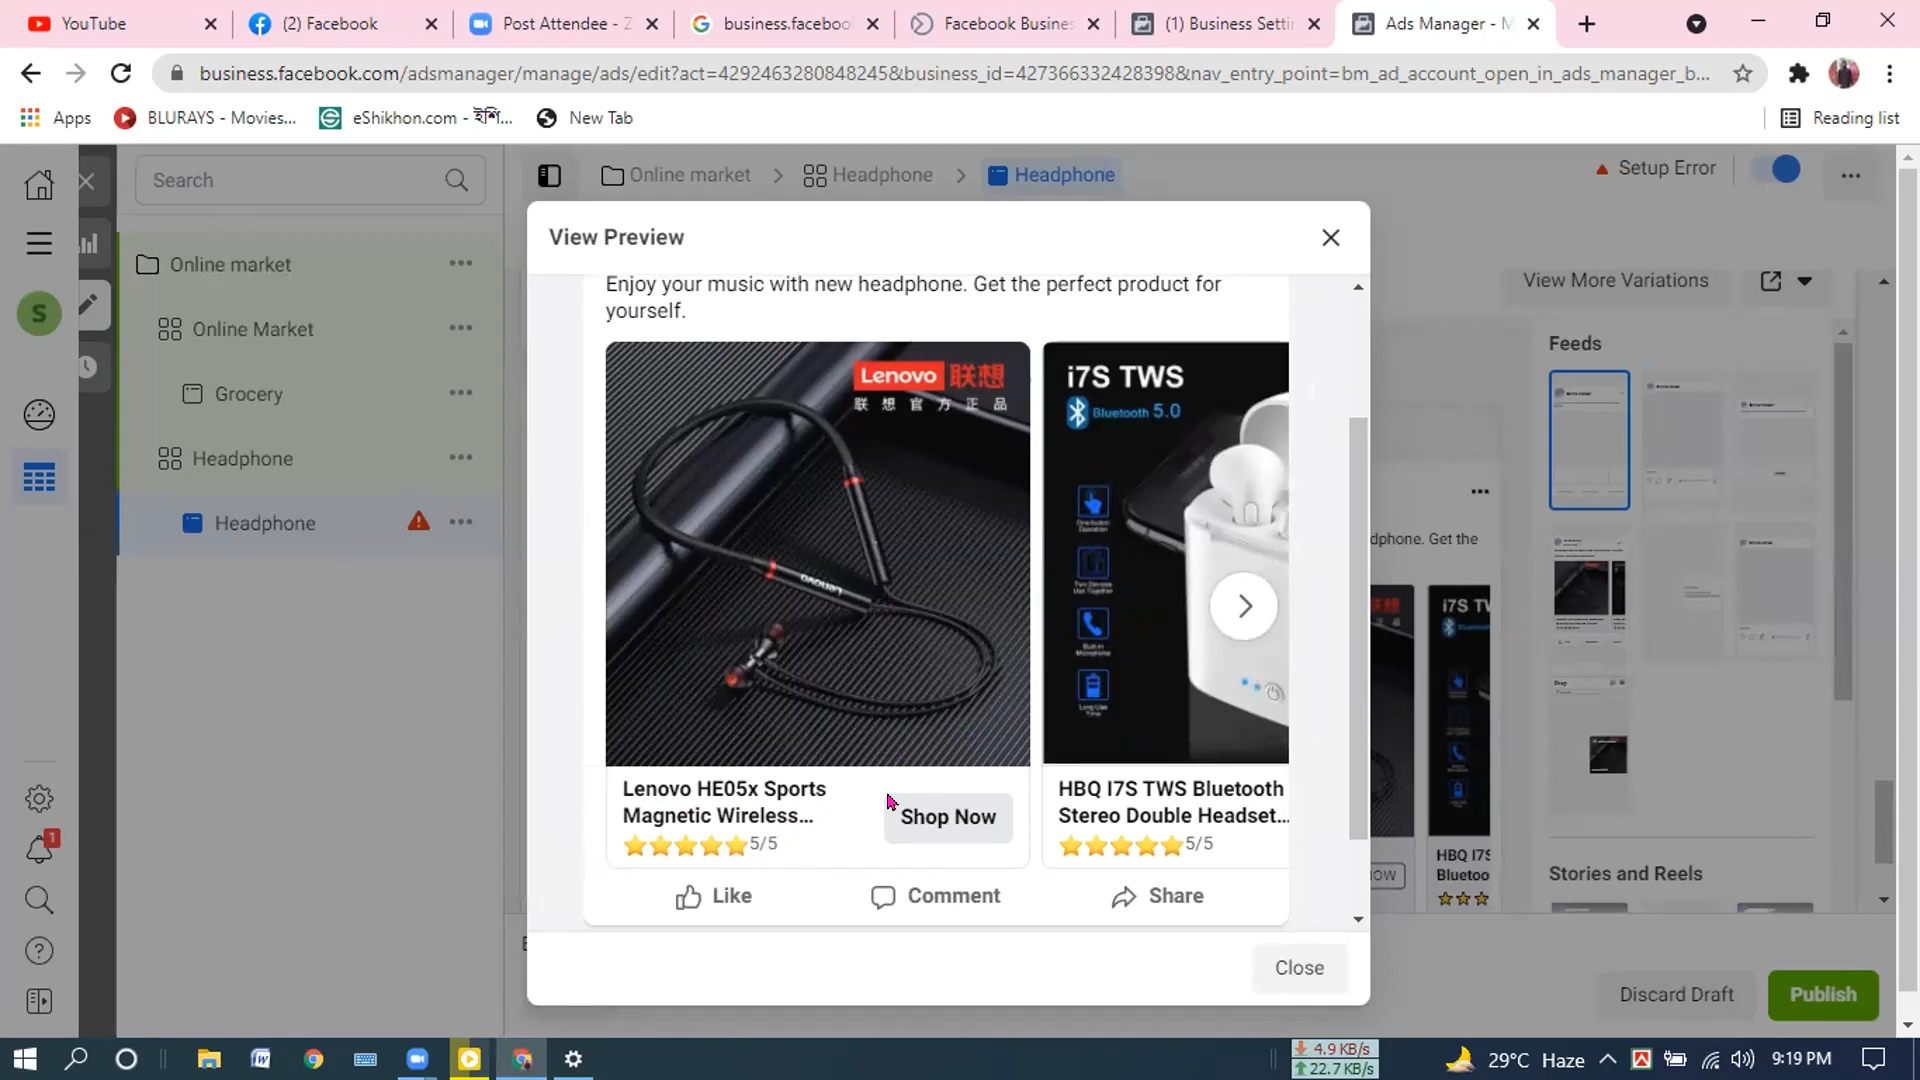 YouTube
(2) Facebook
Post Attendee - Z
business.faceboo
Facebook Busines
(1) Business Setti
Ads Manager - M
business.facebook.com/adsmanager/manage/ads/edit?act=4292463280848245&business_id=427366332428398&nav_entry_point=bm_ad_account_open_in_ads_manager_b...
Apps
BLURAYS - Movies...
eShikhon.com - ইশি...
New Tab
Reading list
Search
Online market
Headphone
Headphone
Setup Error
S
Online market
Online Market
Grocery
Headphone
Headphone
View Preview
Enjoy your music with new headphone. Get the perfect product for
yourself.
Lenovo 联想
联想官方正品
lenovo
i7S TWS
Bluetooth 5.0
Lenovo HE05x Sports
Magnetic Wireless...
5/5
Shop Now
HBQ I7S TWS Bluetooth
Stereo Double Headset...
5/5
Like
Comment
Share
Close
View More Variations
Feeds
dphone. Get the
i7S TV
HBQ I7S
Bluetoo
OW
Stories and Reels
Discard Draft
Publish
1
4.9 KB/s
22.7 KB/s
29°C Haze
9:19 PM